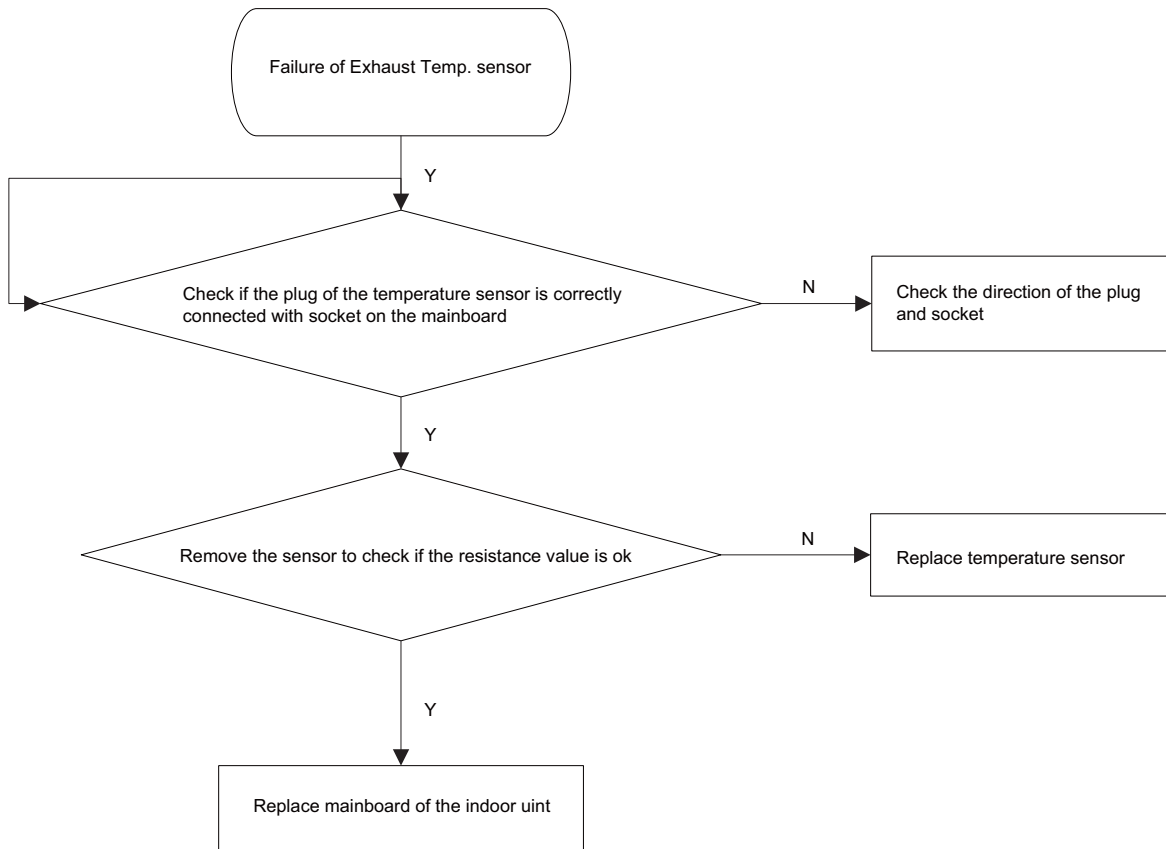 Failure of Exhaust Temp. sensor
Y
Check if the plug of the temperature sensor is correctly
connected with socket on the mainboard
N
Check the direction of the plug
and socket
Y
Remove the sensor to check if the resistance value is ok
N
Replace temperature sensor
Y
Replace mainboard of the indoor uint